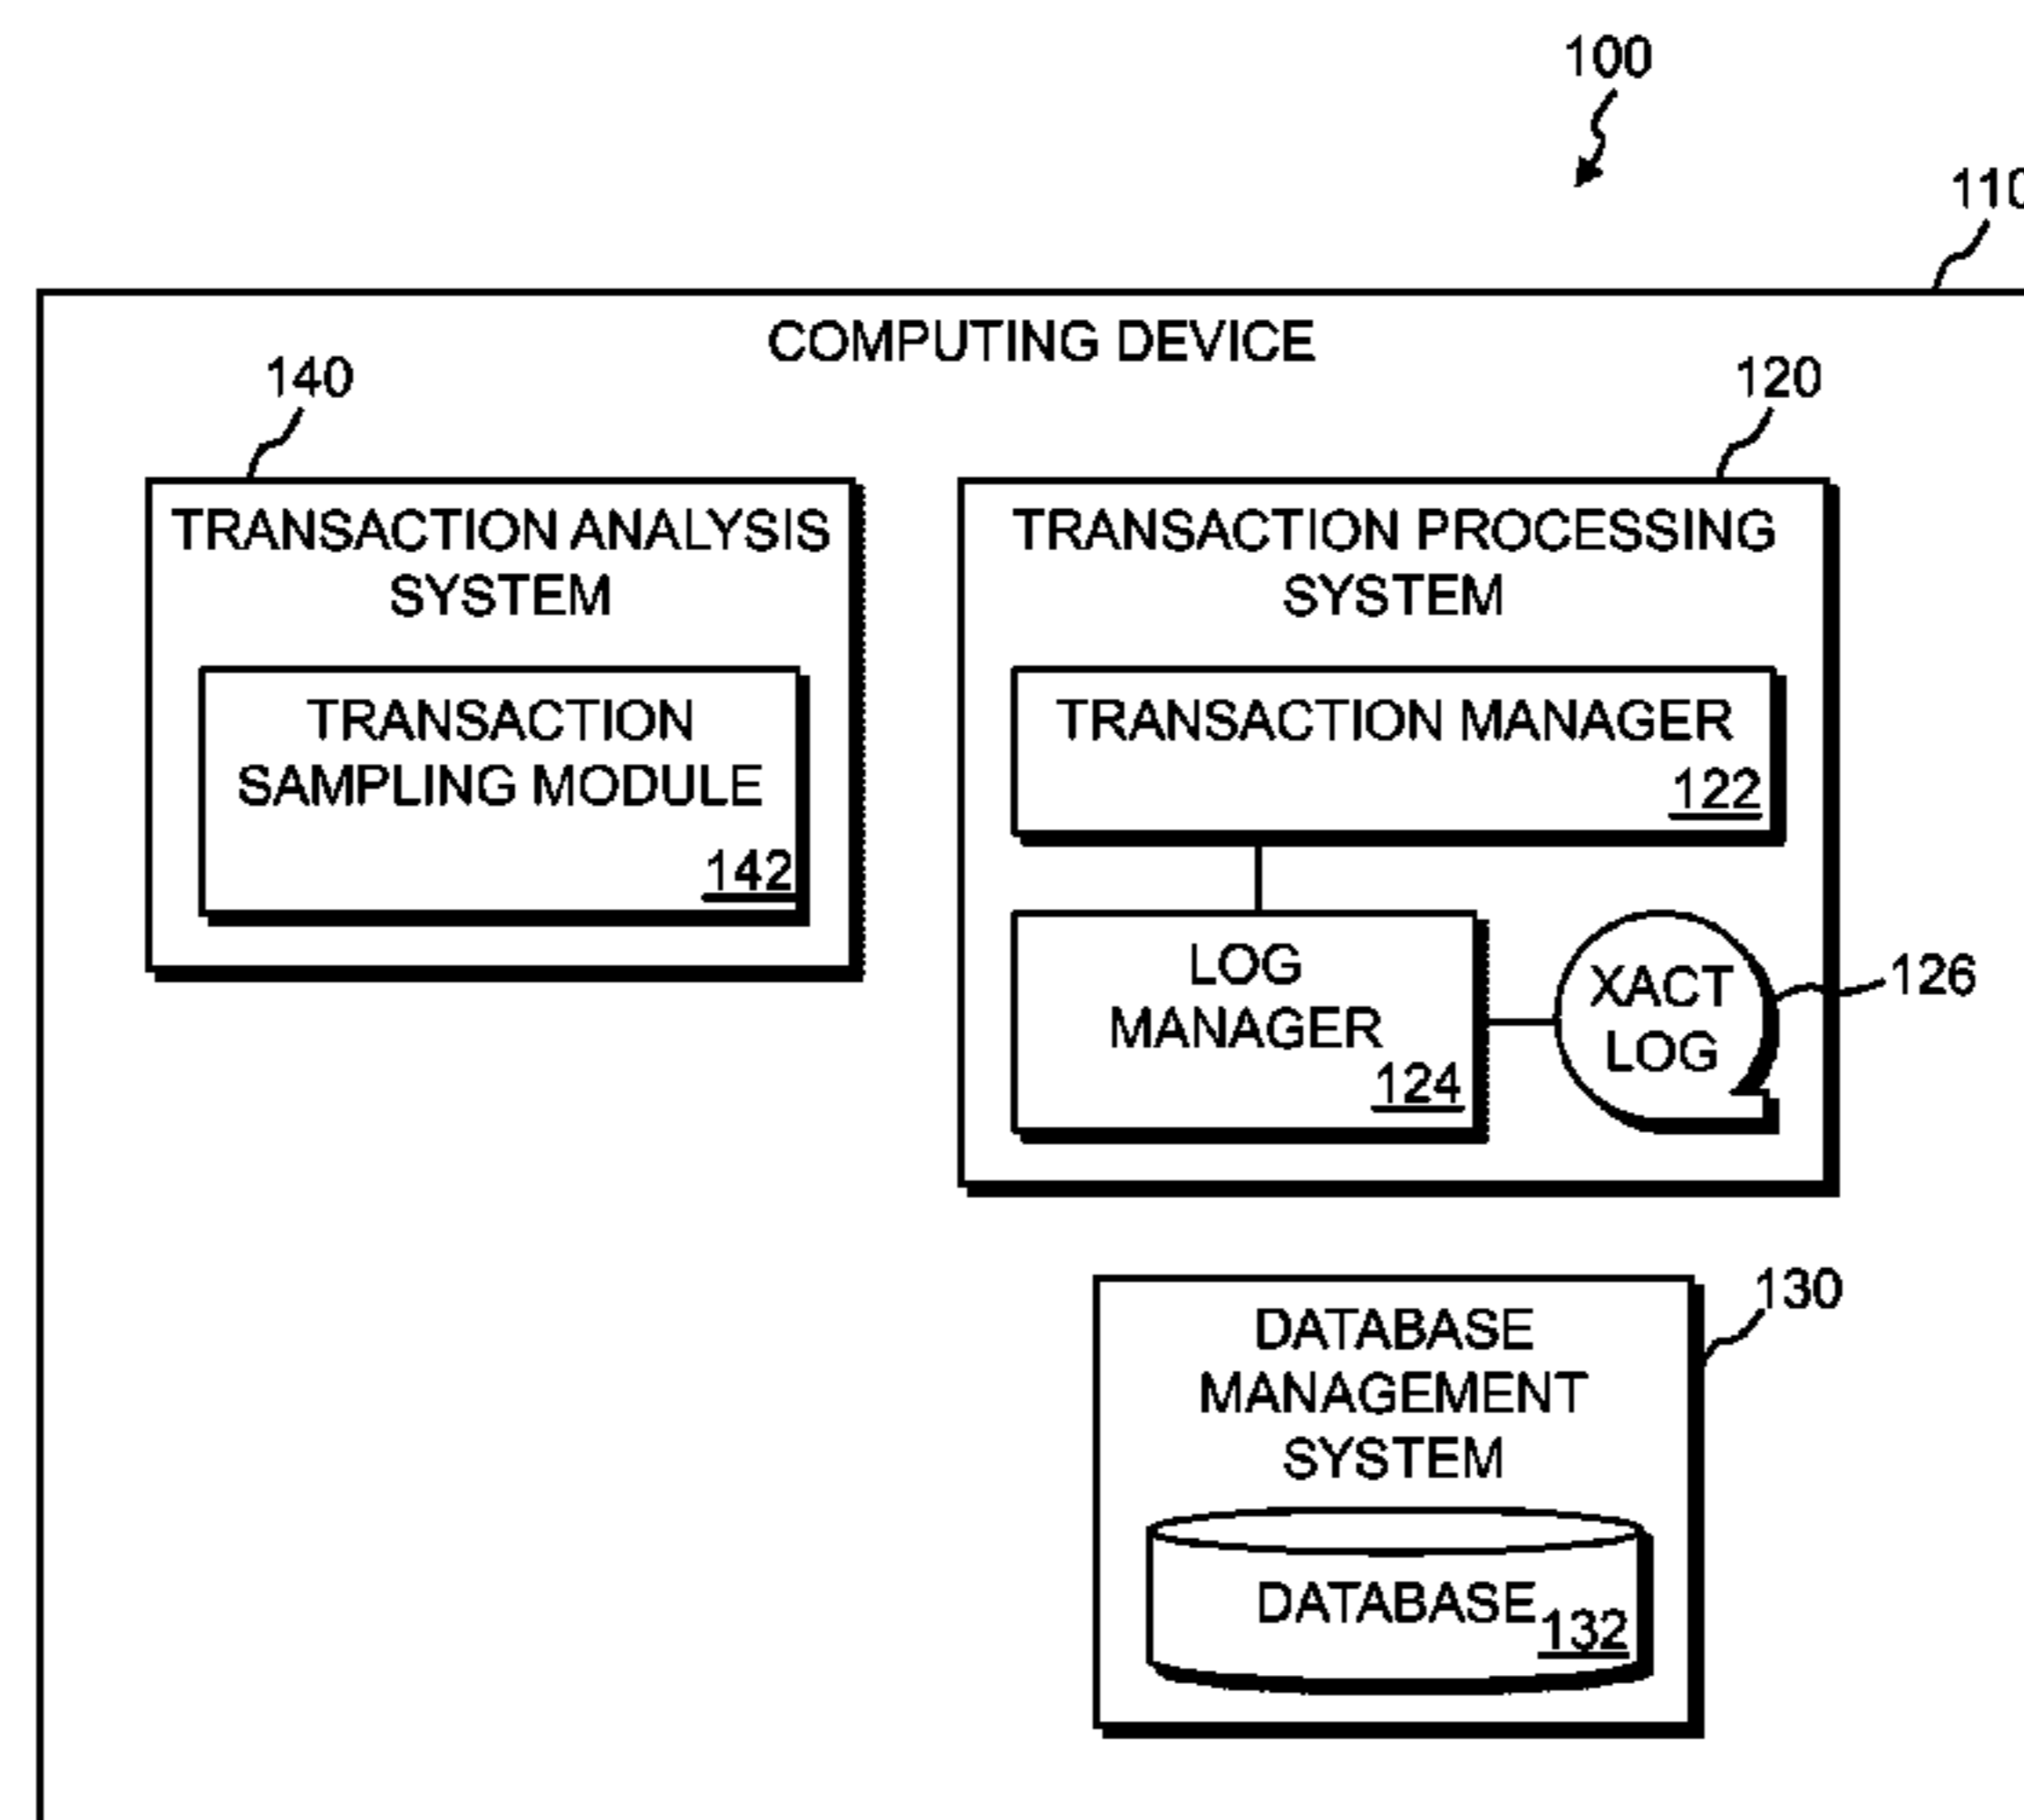 100
110
COMPUTING DEVICE
140
120
TRANSACTION ANALYSIS
SYSTEM
TRANSACTION
SAMPLING MODULE
142
TRANSACTION PROCESSING
SYSTEM
TRANSACTION MANAGER
122
LOG
MANAGER
124
XACT
LOG
126
130
DATABASE
MANAGEMENT
SYSTEM
DATABASE
132